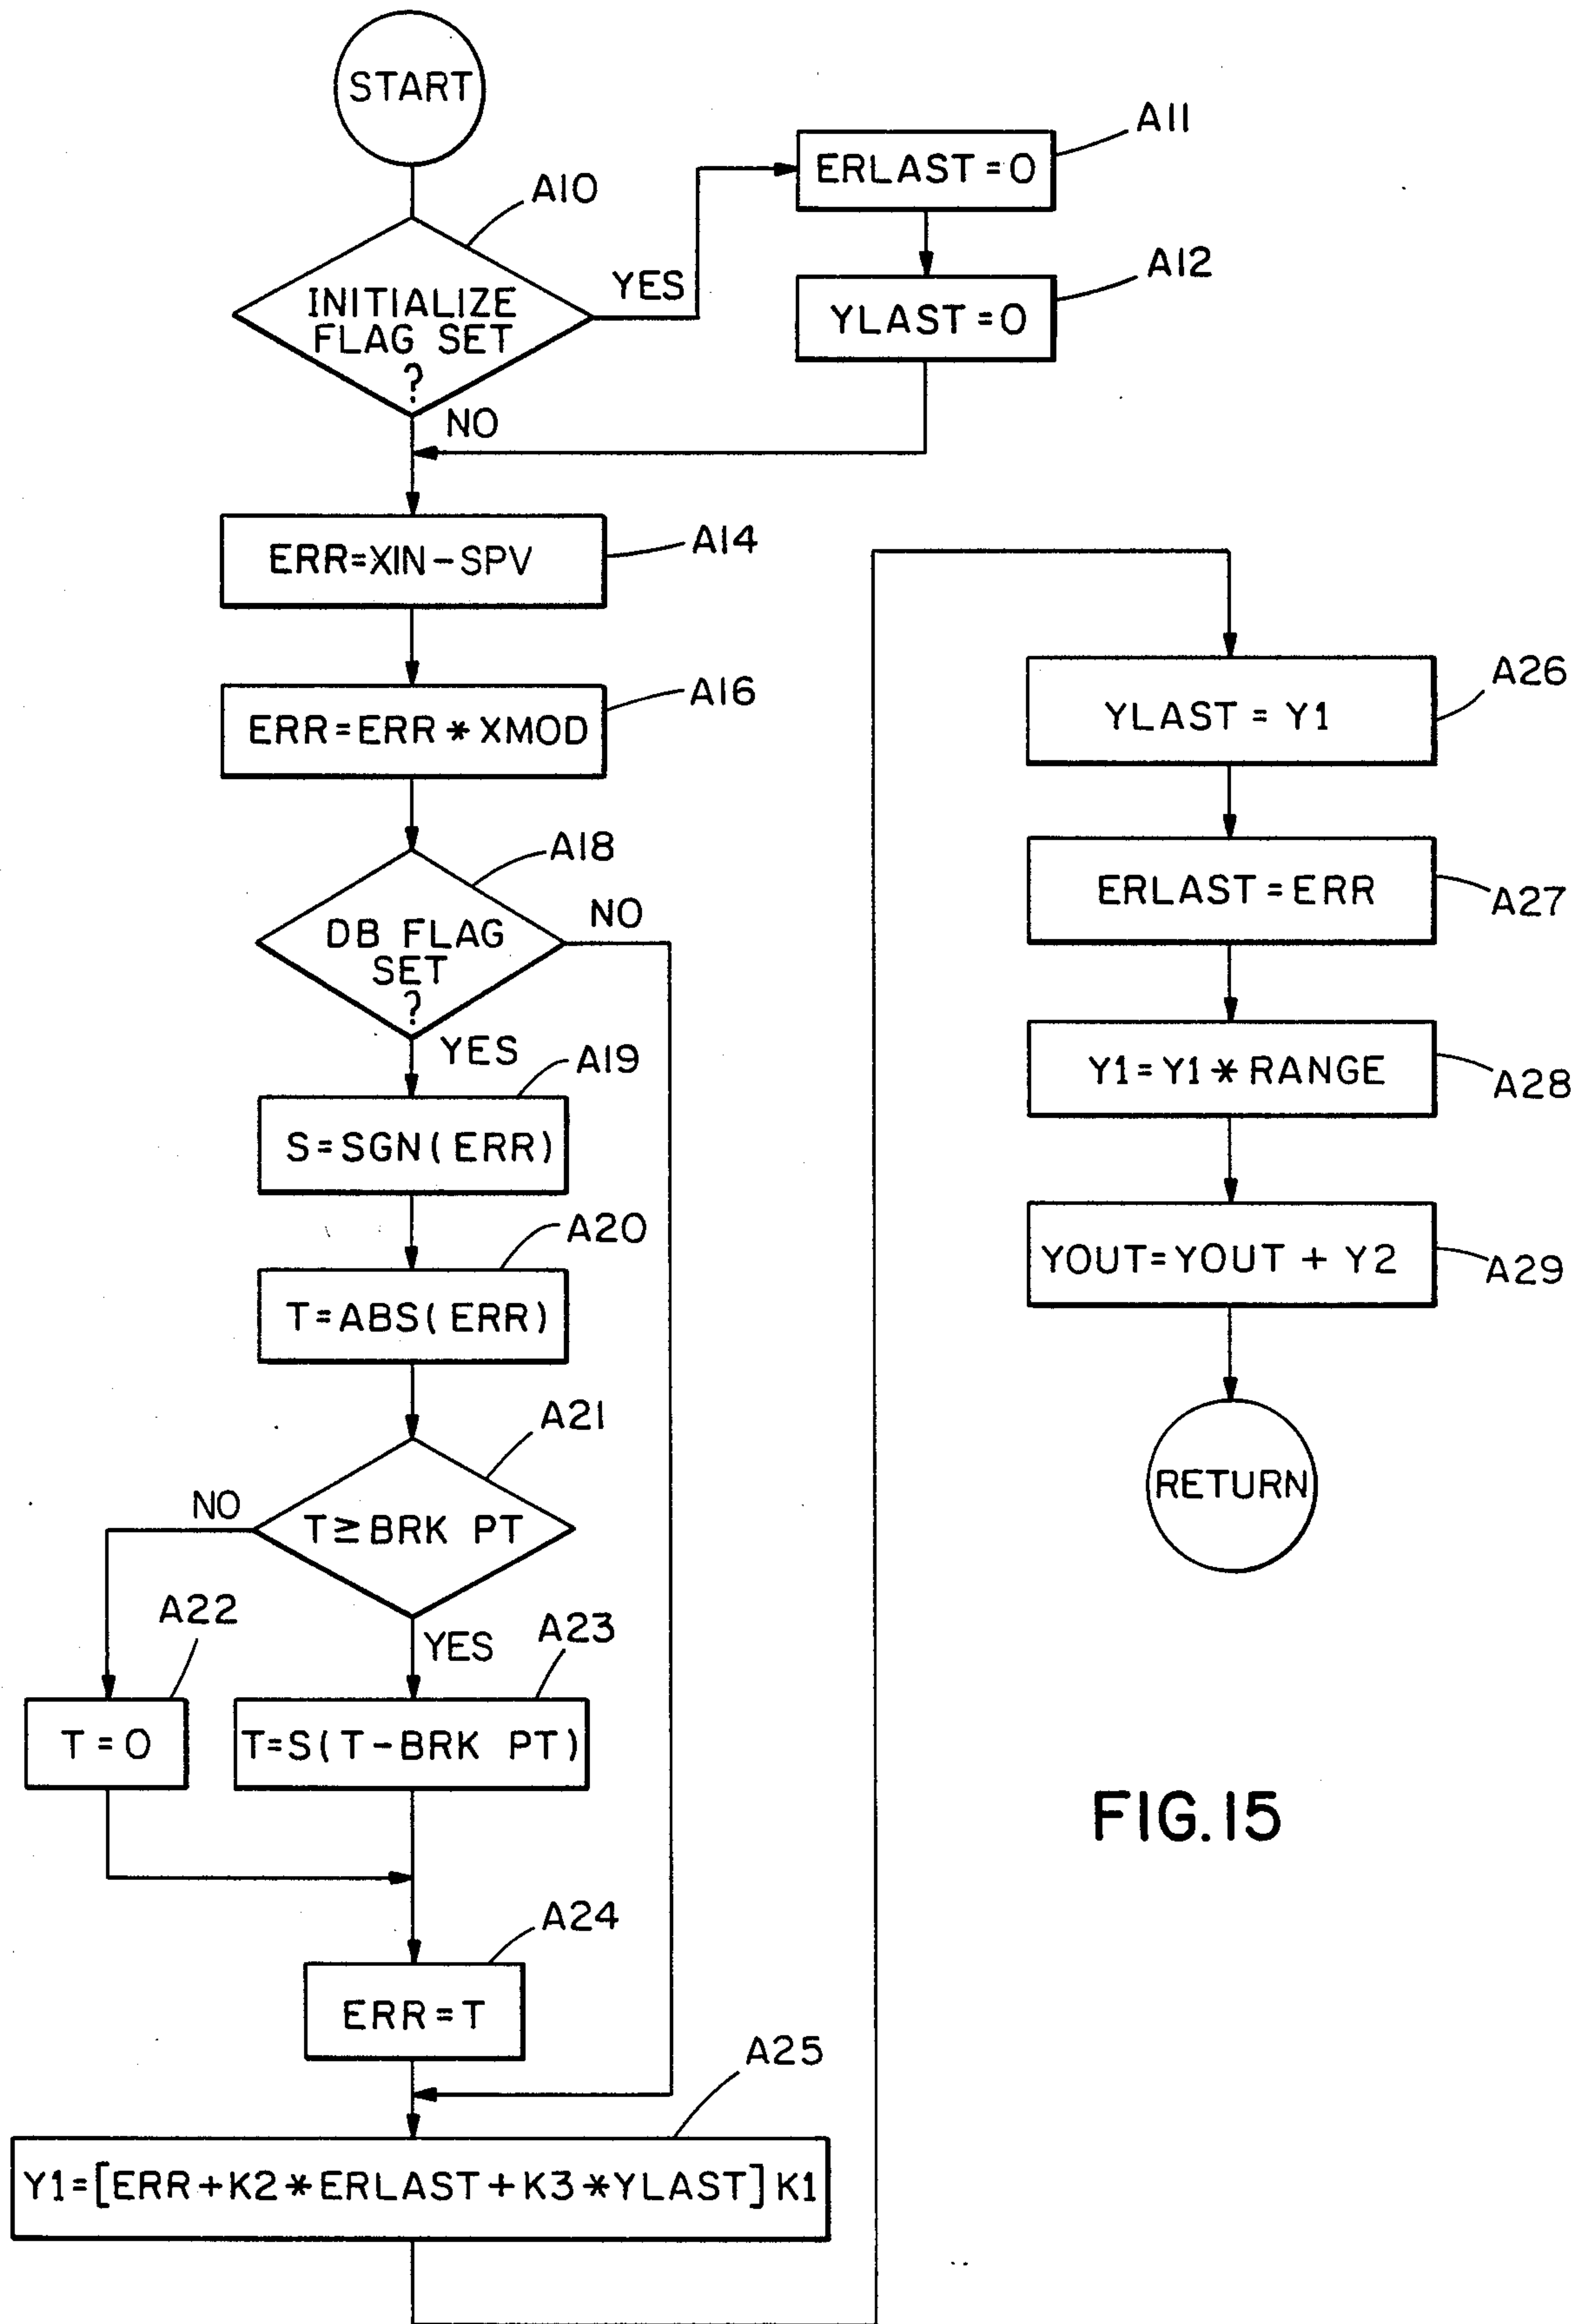 START
A10
INITIALIZE
FLAG SET
?
YES
NO
A11
ERLAST = 0
A12
YLAST = 0
A14
ERR = XIN - SPV
A16
ERR = ERR * XMOD
A18
DB FLAG
SET
?
NO
YES
A19
S = SGN ( ERR )
A20
T = ABS ( ERR )
A21
T ≥ BRK PT
NO
YES
A22
T = 0
A23
T = S ( T - BRK PT )
A24
ERR = T
A25
Y1 = [ ERR + K2 * ERLAST + K3 * YLAST ] K1
A26
YLAST = Y1
A27
ERLAST = ERR
A28
Y1 = Y1 * RANGE
A29
YOUT = YOUT + Y2
RETURN
FIG. 15